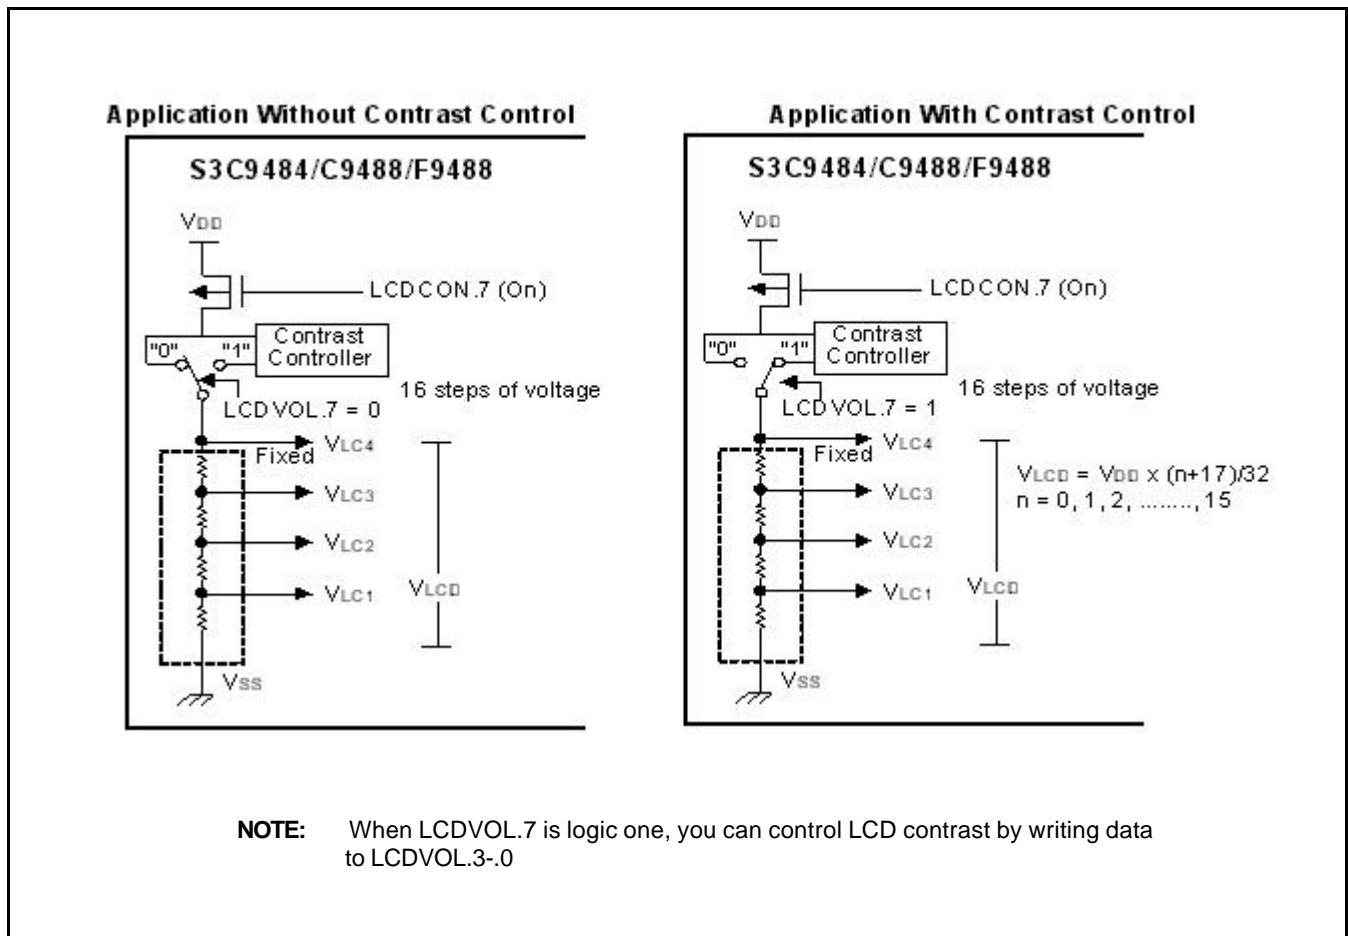 Application Without Contrast Control
S3C9484/C9488/F9488
VDD
LCDCON.7 (On)
"0"
"1"
Contrast
Controller
16 steps of voltage
LCDVOL.7 = 0
Fixed
VLC4
VLC3
VLC2
VLC1
VLCD
VSS
Application With Contrast Control
S3C9484/C9488/F9488
VDD
LCDCON.7 (On)
"0"
"1"
Contrast
Controller
16 steps of voltage
LCDVOL.7 = 1
Fixed
VLC4
VLC3
VLC2
VLC1
VLCD
VLCD = VDD x (n+17)/32
n = 0, 1, 2, ........, 15
VSS
NOTE: When LCDVOL.7 is logic one, you can control LCD contrast by writing data
to LCDVOL.3-.0